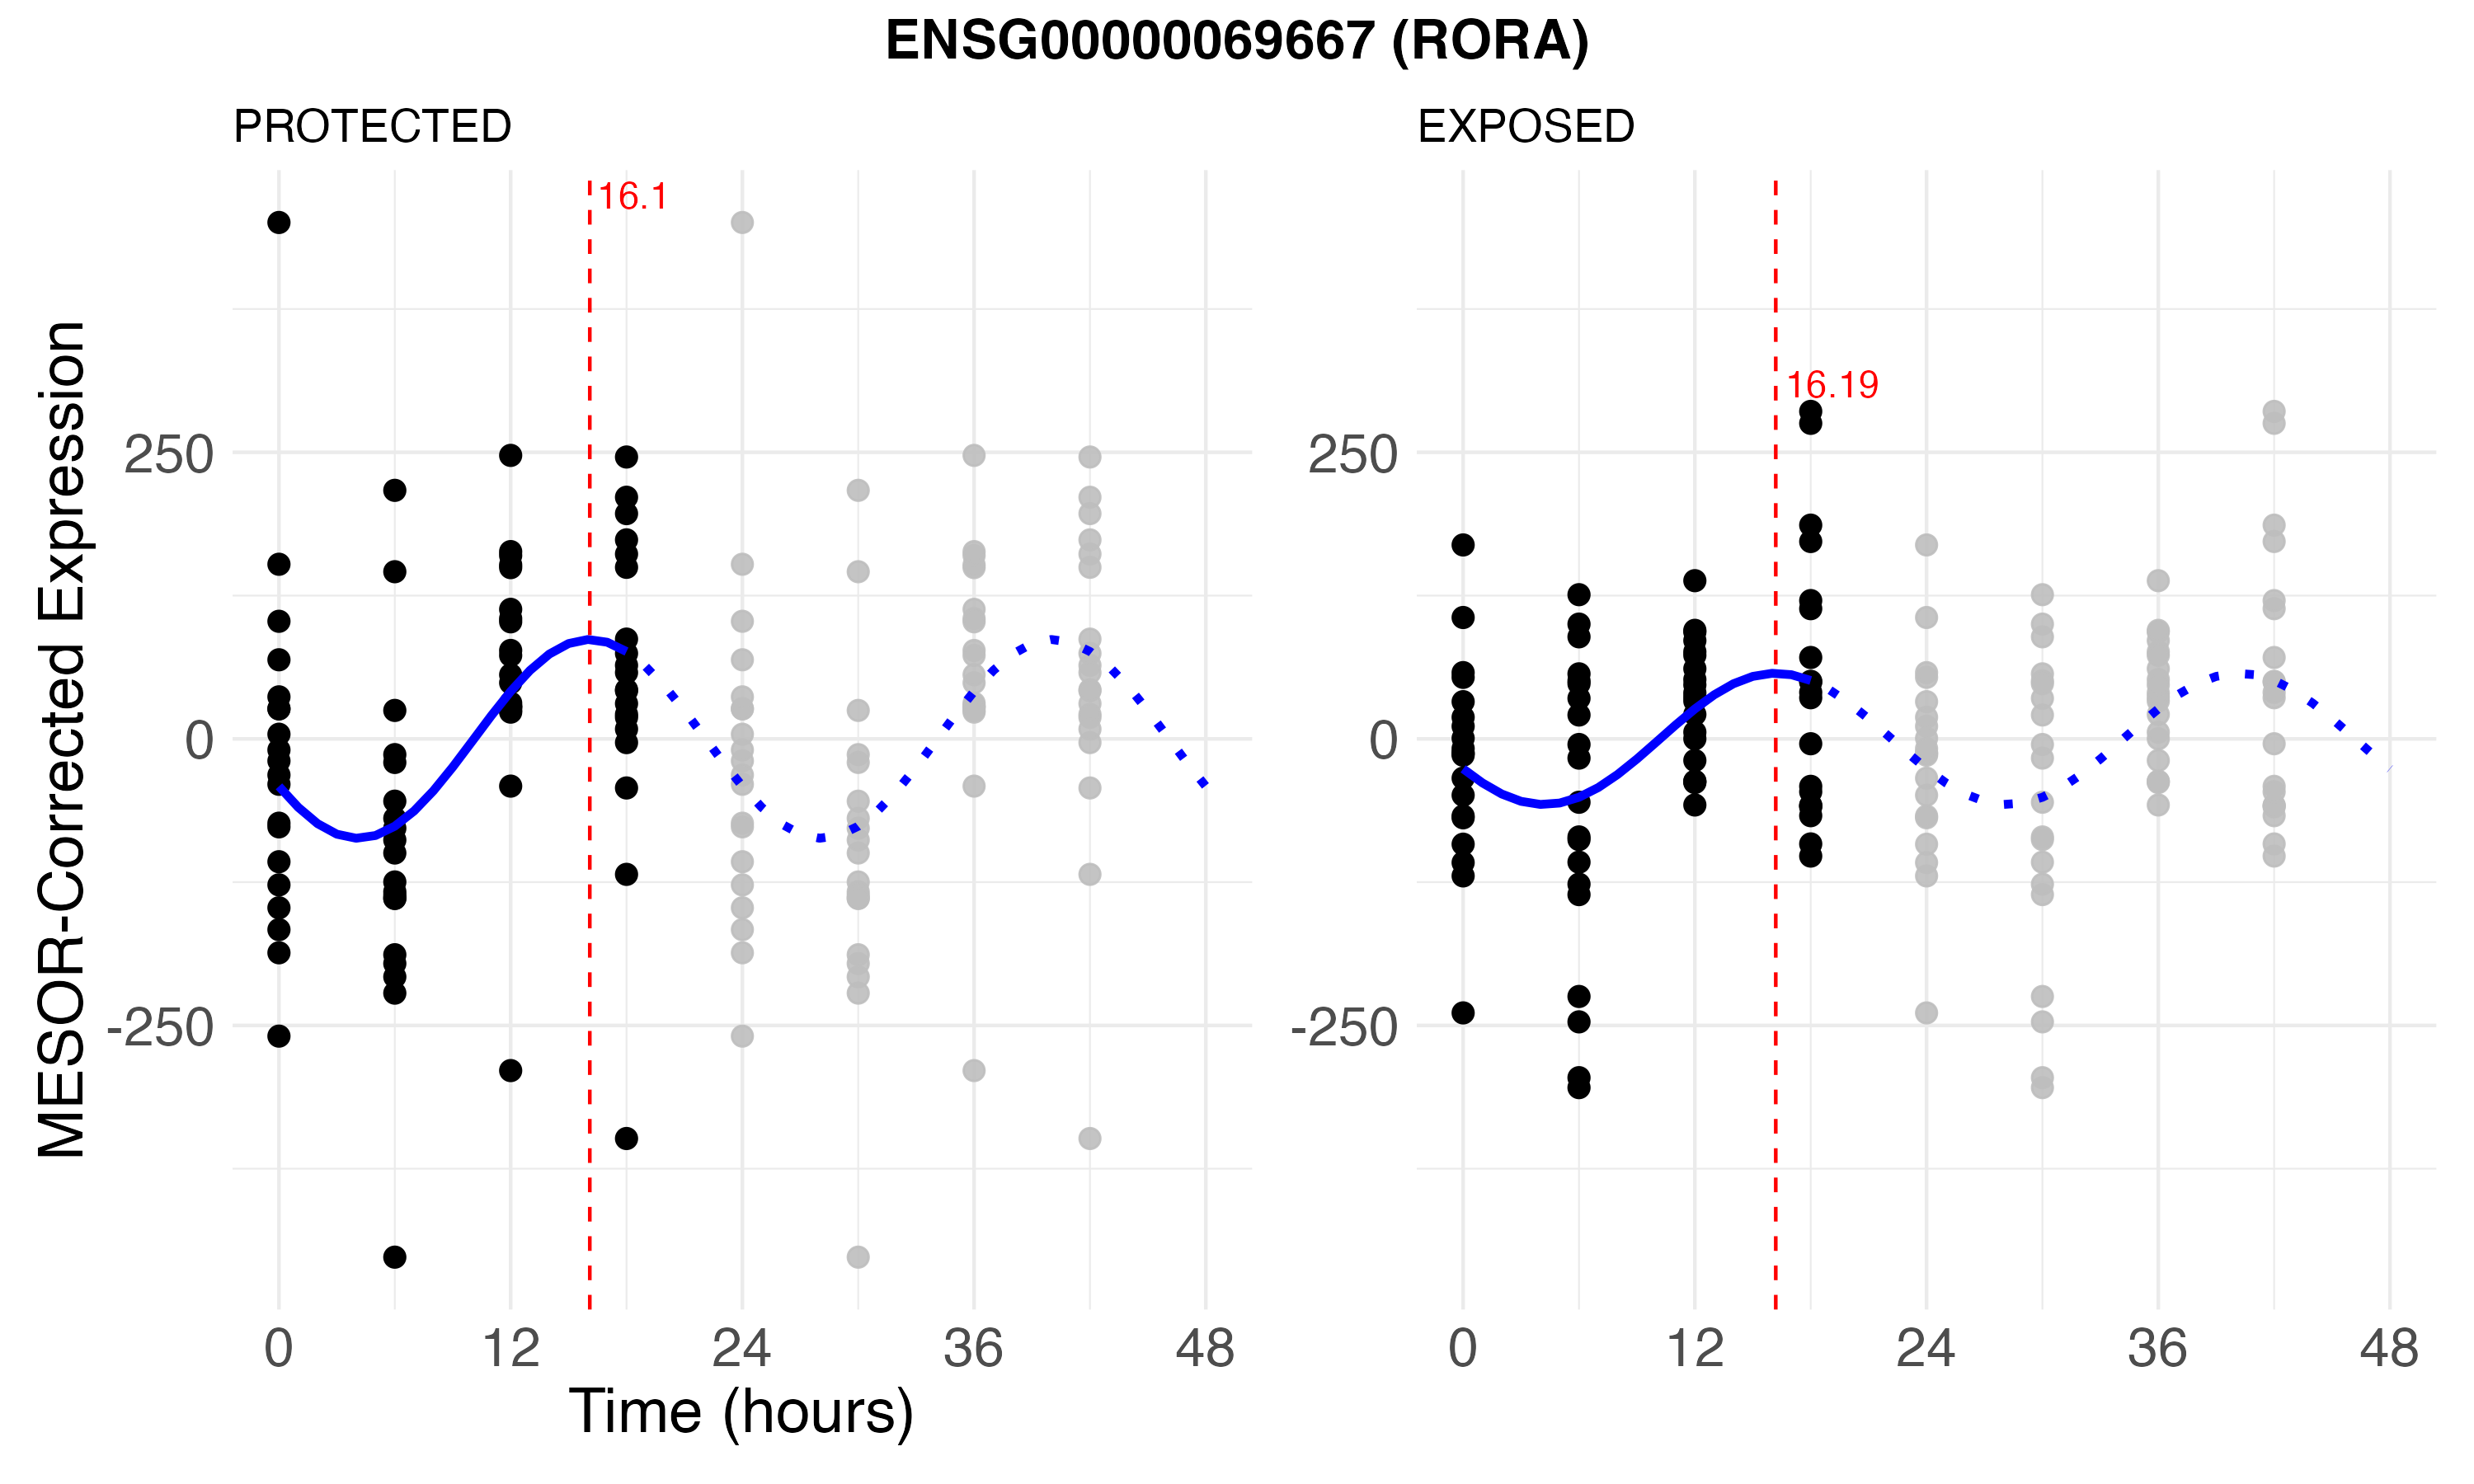 ENSG00000069667 (RORA)
PROTECTED
EXPOSED
16.1
16.19
MESOR-Corrected Expression
250
0
-250
250
0
-250
0 12 24 36 48
0 12 24 36 48
Time (hours)